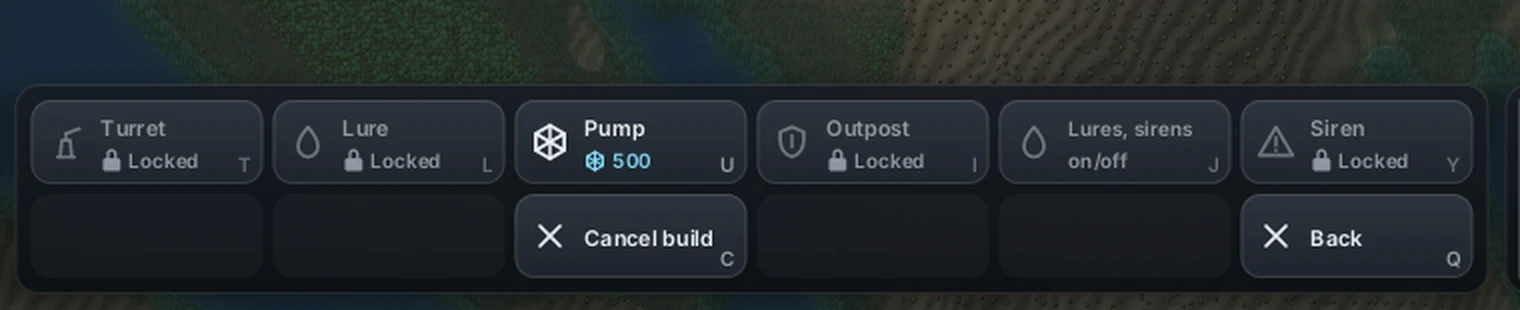 Turret
Locked
T
Lure
Locked
L
Pump
500
U
Outpost
Locked
I
Lures, sirens
on/off
J
Siren
Locked
Y
Cancel build
C
Back
Q